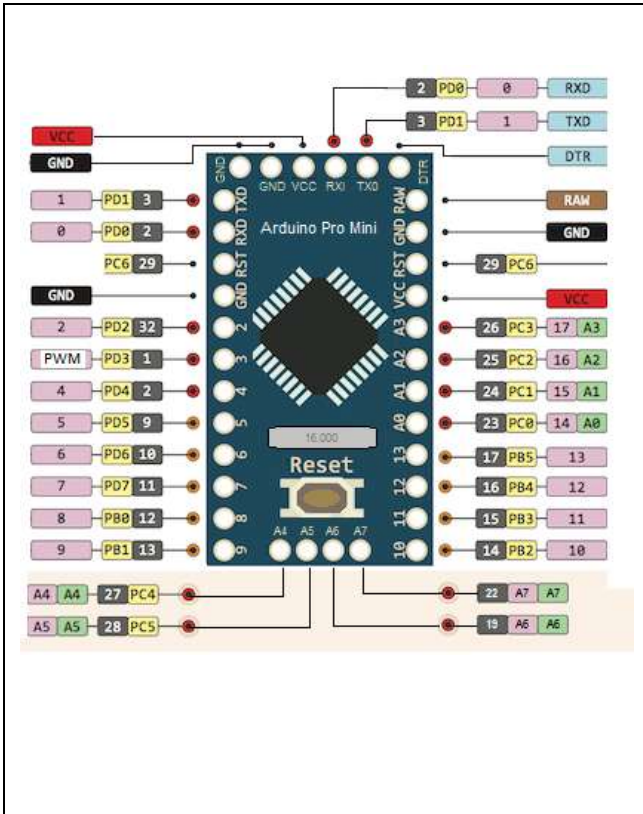 2 PD0 0 RXD
3 PD1 1 TXD
VCC
DTR
GND
GND GND VCC RXI TX0 DTR
1 PD1 3 TXD RAW RAW
Arduino Pro Mini
0 PD0 2 RXD GND GND
PC6 29 RST RST 29 PC6
GND GND VCC VCC
2 PD2 32 2 A3 26 PC3 17 A3
PWM PD3 1 3 A2 25 PC2 16 A2
4 PD4 2 4 A1 24 PC1 15 A1
5 PD5 9 5 A0 23 PC0 14 A0
16.000
6 PD6 10 6 13 17 PB5 13
Reset
7 PD7 11 7 12 16 PB4 12
8 PB0 12 8 11 15 PB3 11
A4 A5 A6 A7
9 PB1 13 9 10 14 PB2 10
A4 A4 27 PC4 22 A7 A7
A5 A5 28 PC5 19 A6 A6